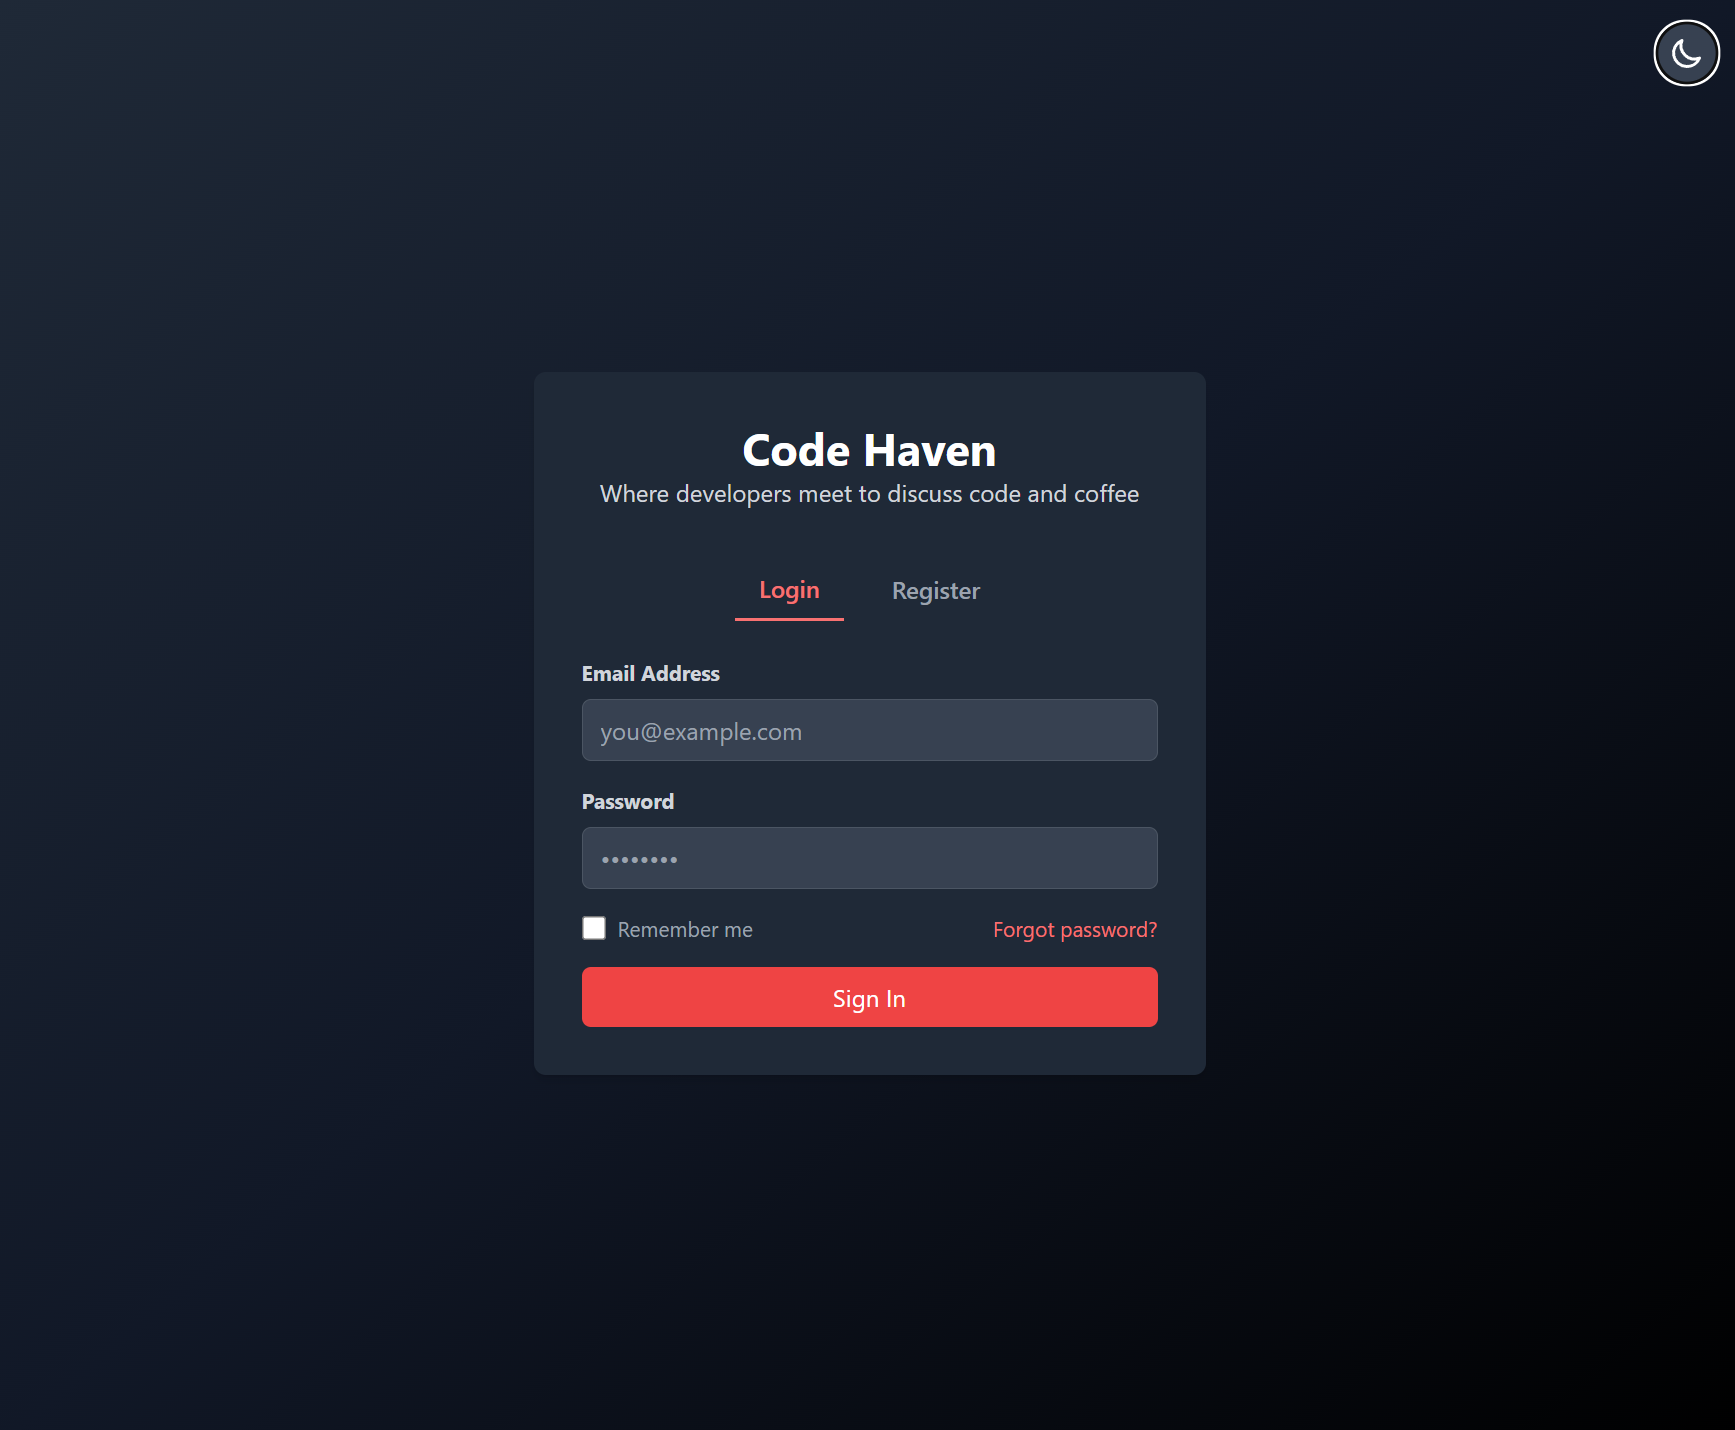 Code Haven
Where developers meet to discuss code and coffee
Login Register
Email Address
you@example.com
Password
••••••••
Remember me Forgot password?
Sign In